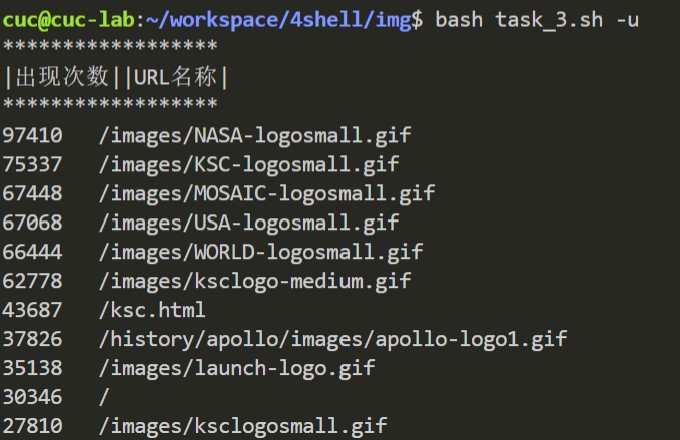 cuc@cuc-lab:~/workspace/4shell/img$ bash task_3.sh -u
******************
|出现次数||URL名称|
******************
97410   /images/NASA-logosmall.gif
75337   /images/KSC-logosmall.gif
67448   /images/MOSAIC-logosmall.gif
67068   /images/USA-logosmall.gif
66444   /images/WORLD-logosmall.gif
62778   /images/ksclogo-medium.gif
43687   /ksc.html
37826   /history/apollo/images/apollo-logo1.gif
35138   /images/launch-logo.gif
30346   /
27810   /images/ksclogosmall.gif